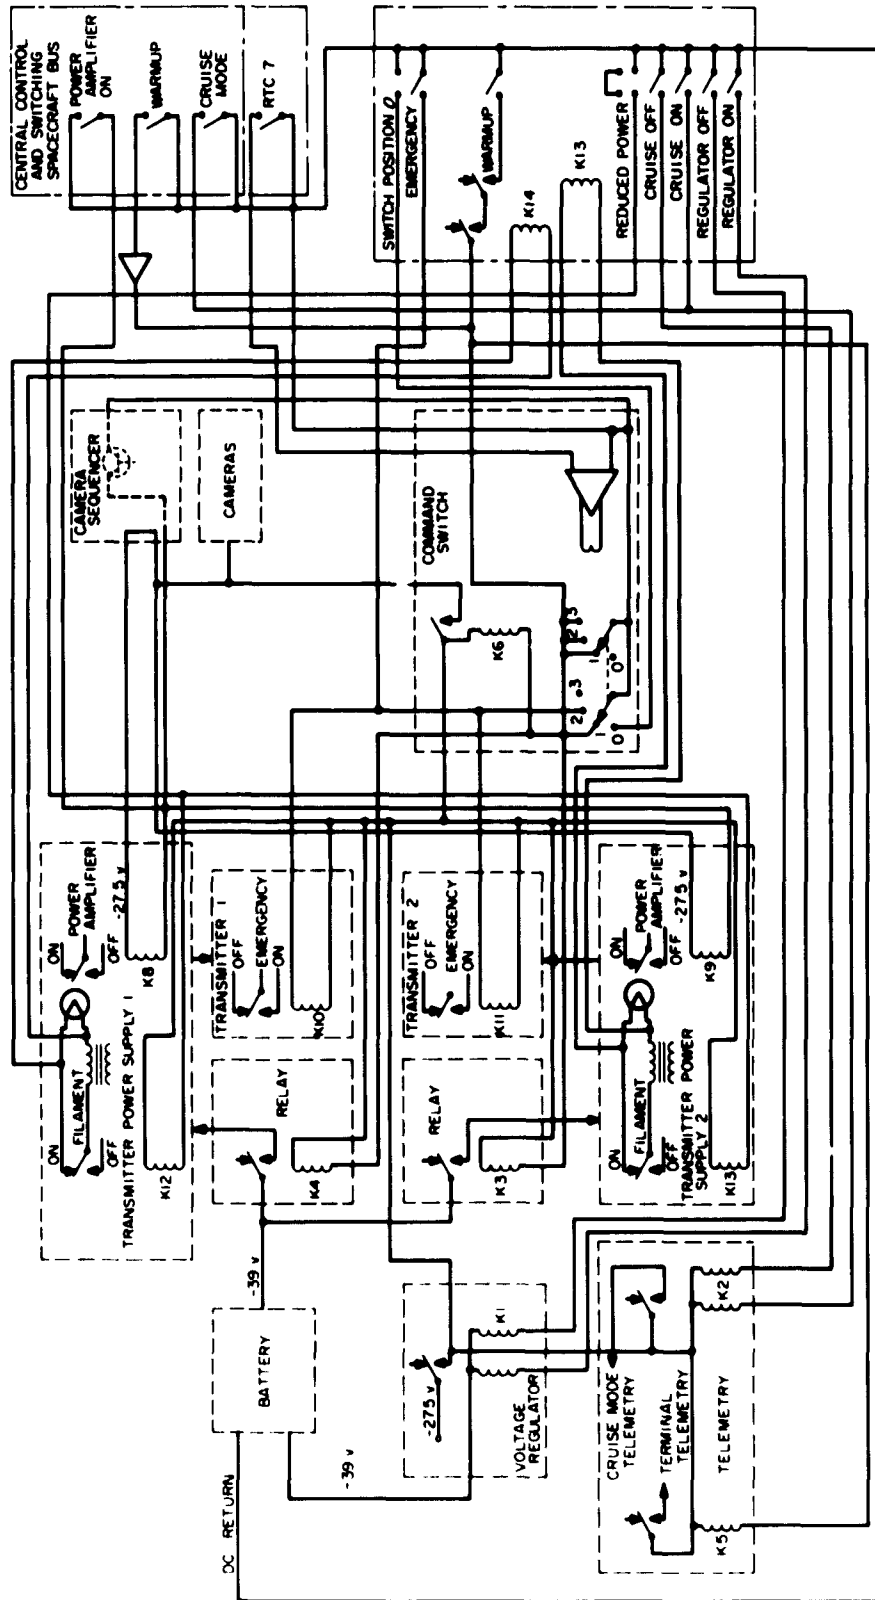 CENTRAL CONTROL
AND SWITCHING
SPACECRAFT BUS
POWER
AMPLIFIER
ON
WARMUP
CRUISE
MODE
RTC 7
SWITCH POSITION 0
EMERGENCY
WARMUP
K14
K13
REDUCED POWER
CRUISE OFF
CRUISE ON
REGULATOR OFF
REGULATOR ON
CAMERA
SEQUENCER
CAMERAS
COMMAND
SWITCH
K6
2
3
1
0
2
3
1
0
TRANSMITTER POWER SUPPLY 1
ON
OFF
FILAMENT
ON
OFF
POWER
AMPLIFIER
-27.5 v
K8
K12
TRANSMITTER 1
OFF
EMERGENCY
ON
K10
RELAY
K4
TRANSMITTER 2
OFF
EMERGENCY
ON
K11
RELAY
K3
TRANSMITTER POWER
SUPPLY 2
ON
OFF
FILAMENT
ON
OFF
POWER
AMPLIFIER
-27.5 v
K9
K13
-39 v
BATTERY
DC RETURN
-39 v
-27.5 v
K1
VOLTAGE
REGULATOR
CRUISE MODE
TELEMETRY
TERMINAL
TELEMETRY
TELEMETRY
K2
K5